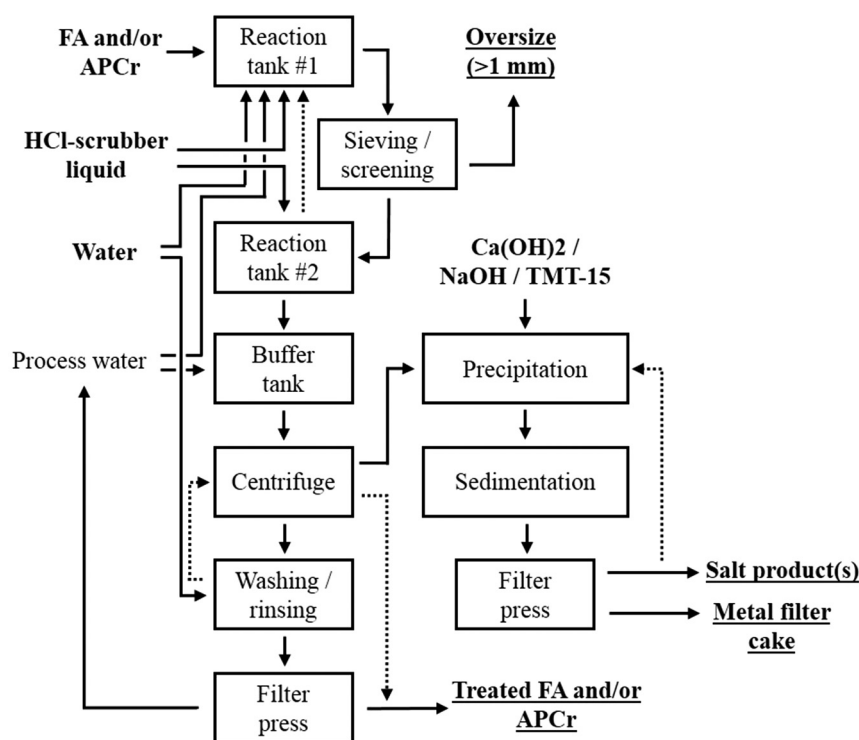 FA and/or
APCr
Reaction
tank #1
Oversize
(>1 mm)
HCl-scrubber
liquid
Sieving /
screening
Water
Reaction
tank #2
Ca(OH)2 /
NaOH / TMT-15
Process water
Buffer
tank
Precipitation
Centrifuge
Sedimentation
Washing /
rinsing
Filter
press
Salt product(s)
Metal filter
cake
Filter
press
Treated FA and/or
APCr